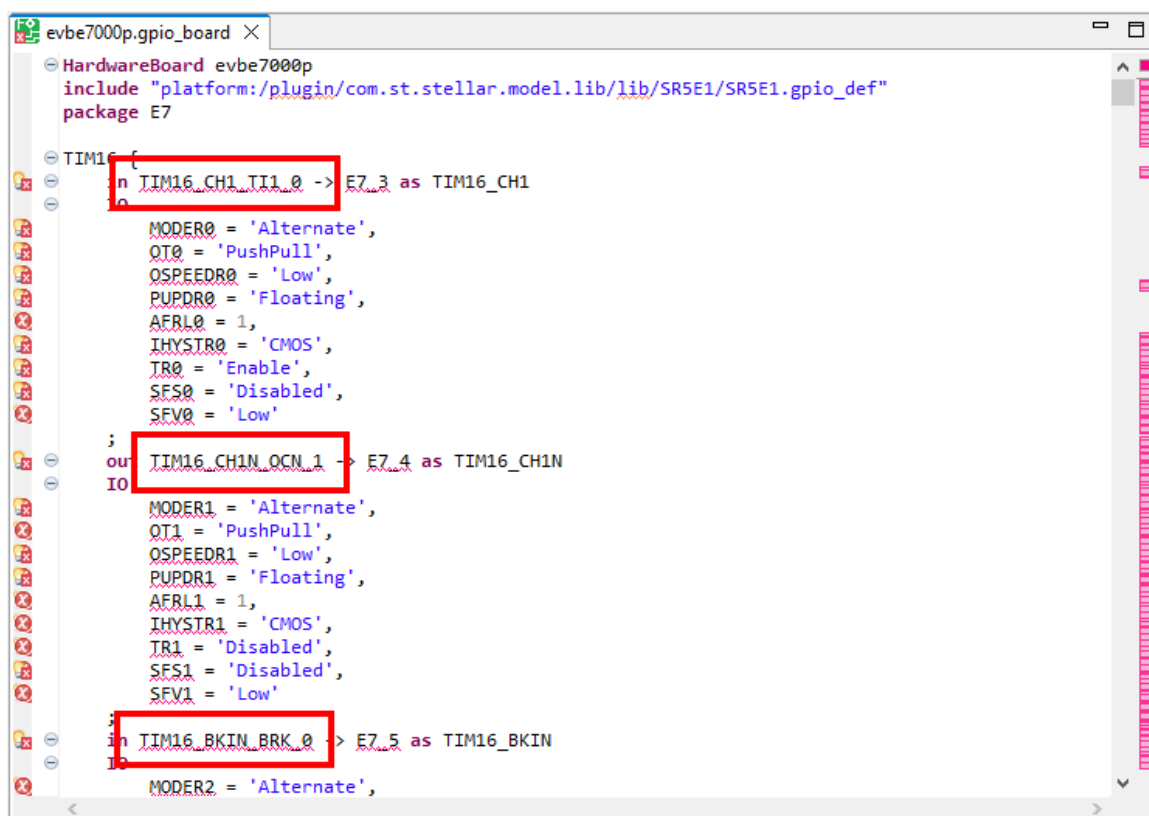 evbe7000p.gpio_board
HardwareBoard evbe7000p
include "platform:/plugin/com.st.stellar.model.lib/lib/SR5E1/SR5E1.gpio_def"
package E7
TIM16 {
in TIM16_CH1_TI1_0 -> E7_3 as TIM16_CH1
IO
MODER0 = 'Alternate',
OT0 = 'PushPull',
OSPEEDR0 = 'Low',
PUPDR0 = 'Floating',
AFRL0 = 1,
IHYSTR0 = 'CMOS',
TR0 = 'Enable',
SFS0 = 'Disabled',
SFV0 = 'Low'
;
out TIM16_CH1N_OCN_1 -> E7_4 as TIM16_CH1N
IO
MODER1 = 'Alternate',
OT1 = 'PushPull',
OSPEEDR1 = 'Low',
PUPDR1 = 'Floating',
AFRL1 = 1,
IHYSTR1 = 'CMOS',
TR1 = 'Disabled',
SFS1 = 'Disabled',
SFV1 = 'Low'
;
in TIM16_BKIN_BRK_0 -> E7_5 as TIM16_BKIN
IO
MODER2 = 'Alternate',